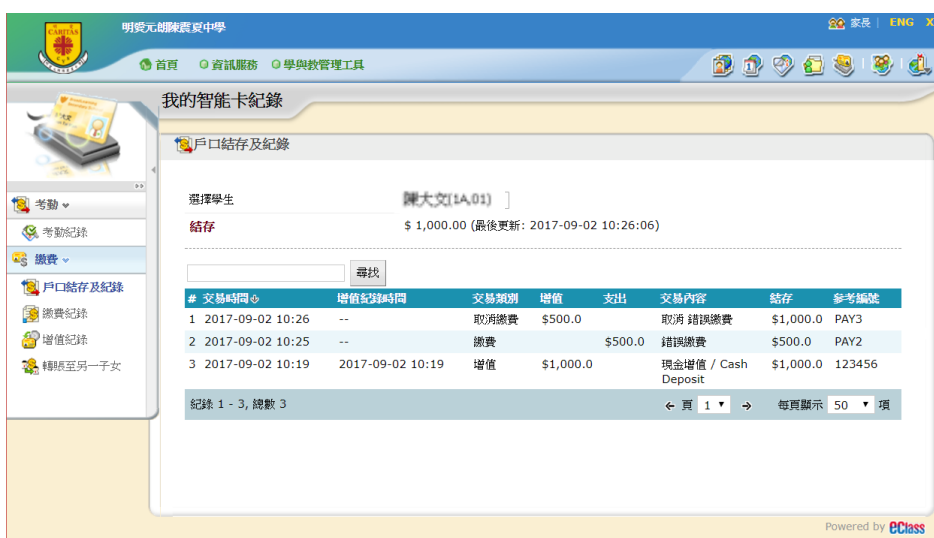 CARITAS
明愛元朗陳震夏中學
家長 | ENG X
首頁 資訊服務 學與教管理工具
我的智能卡紀錄
戶口結存及紀錄
考勤
考勤紀錄
繳費
戶口結存及紀錄
繳費紀錄
增值紀錄
轉賬至另一子女
選擇學生 陳大文(1A,01)
結存 $ 1,000.00 (最後更新: 2017-09-02 10:26:06)
尋找
# 交易時間 增值紀錄時間 交易類別 增值 支出 交易內容 結存 參考編號
1 2017-09-02 10:26 -- 取消繳費 $500.0 取消 錯誤繳費 $1,000.0 PAY3
2 2017-09-02 10:25 -- 繳費 $500.0 錯誤繳費 $500.0 PAY2
3 2017-09-02 10:19 2017-09-02 10:19 增值 $1,000.0 現金增值 / Cash Deposit $1,000.0 123456
紀錄 1 - 3, 總數 3 頁 1 每頁顯示 50 項
Powered by eClass